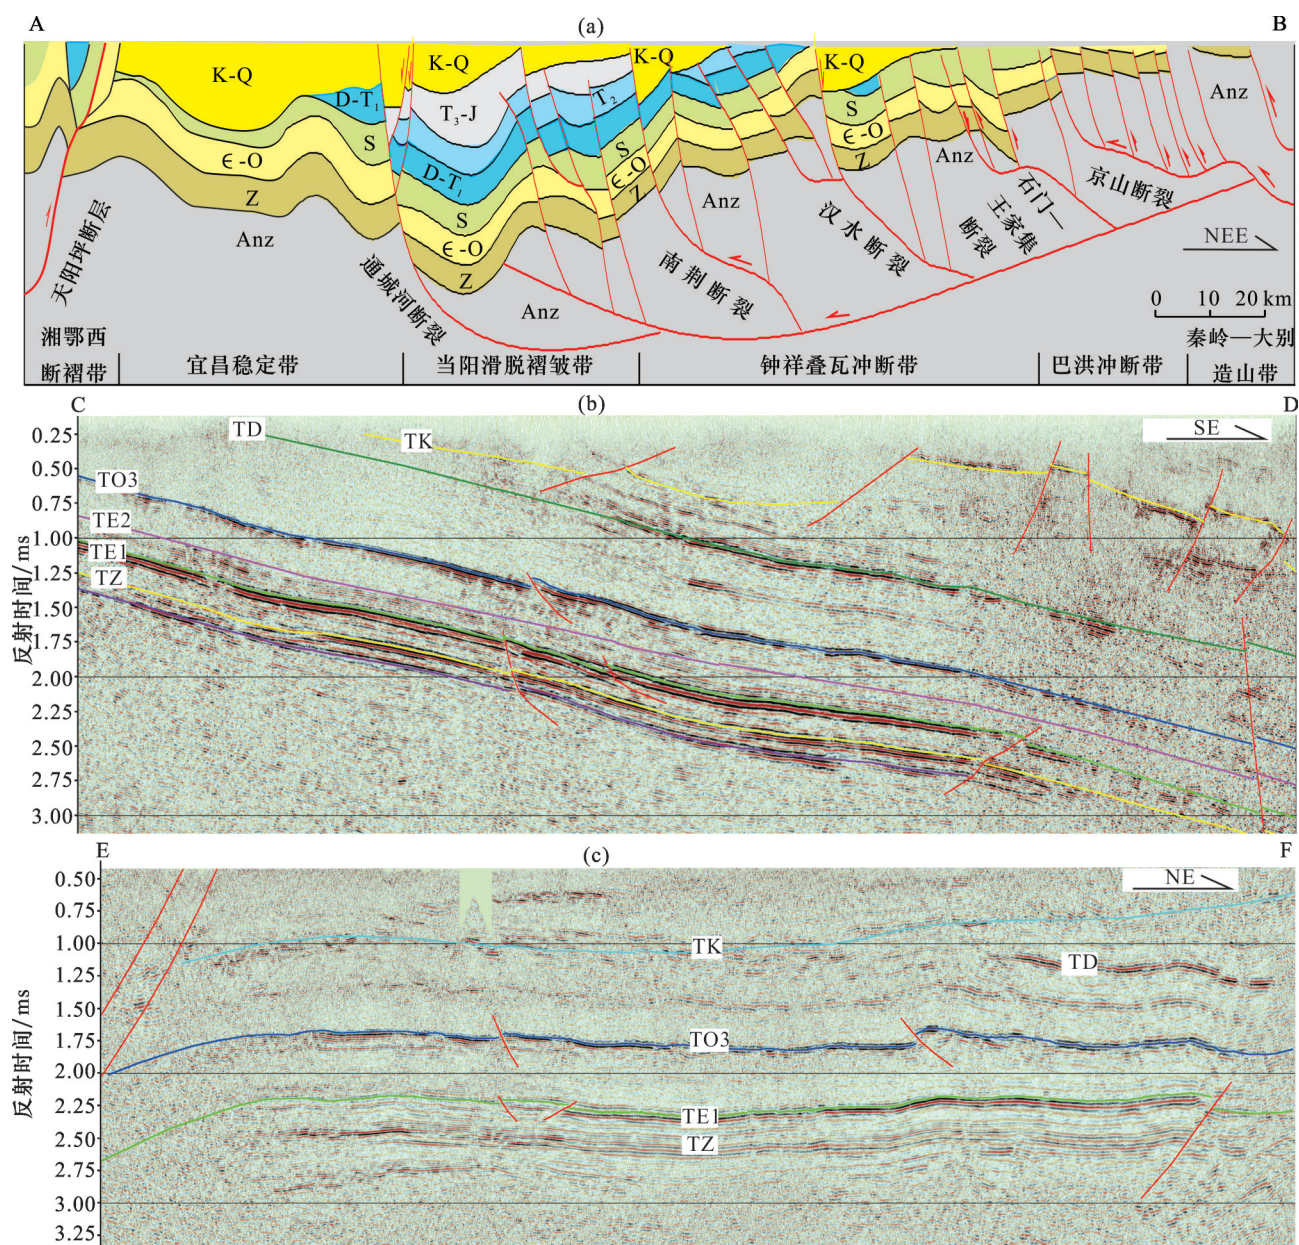 A (a) B
K-Q K-Q K-Q K-Q
D-T₁ T₃-J T₂ Anz
S S S
∈-O ∈-O ∈-O
D-T₁
Z Z Z Anz
S Anz
Anz ∈-O
Z
Anz
天阳坪断层
通城河断裂
南荆断裂
汉水断裂
石门—
王家集
断裂
京山断裂
NEE
0 10 20 km
湘鄂西
断褶带
宜昌稳定带
当阳滑脱褶皱带
钟祥叠瓦冲断带
巴洪冲断带
秦岭—大别
造山带
C (b) D
反射时间/ms
0.25
0.50
0.75
1.00
1.25
1.50
1.75
2.00
2.25
2.50
2.75
3.00
TD
TK
TO3
TE2
TE1
TZ
SE
E (c) F
反射时间/ms
0.50
0.75
1.00
1.25
1.50
1.75
2.00
2.25
2.50
2.75
3.00
3.25
NE
TK
TD
TO3
TE1
TZ